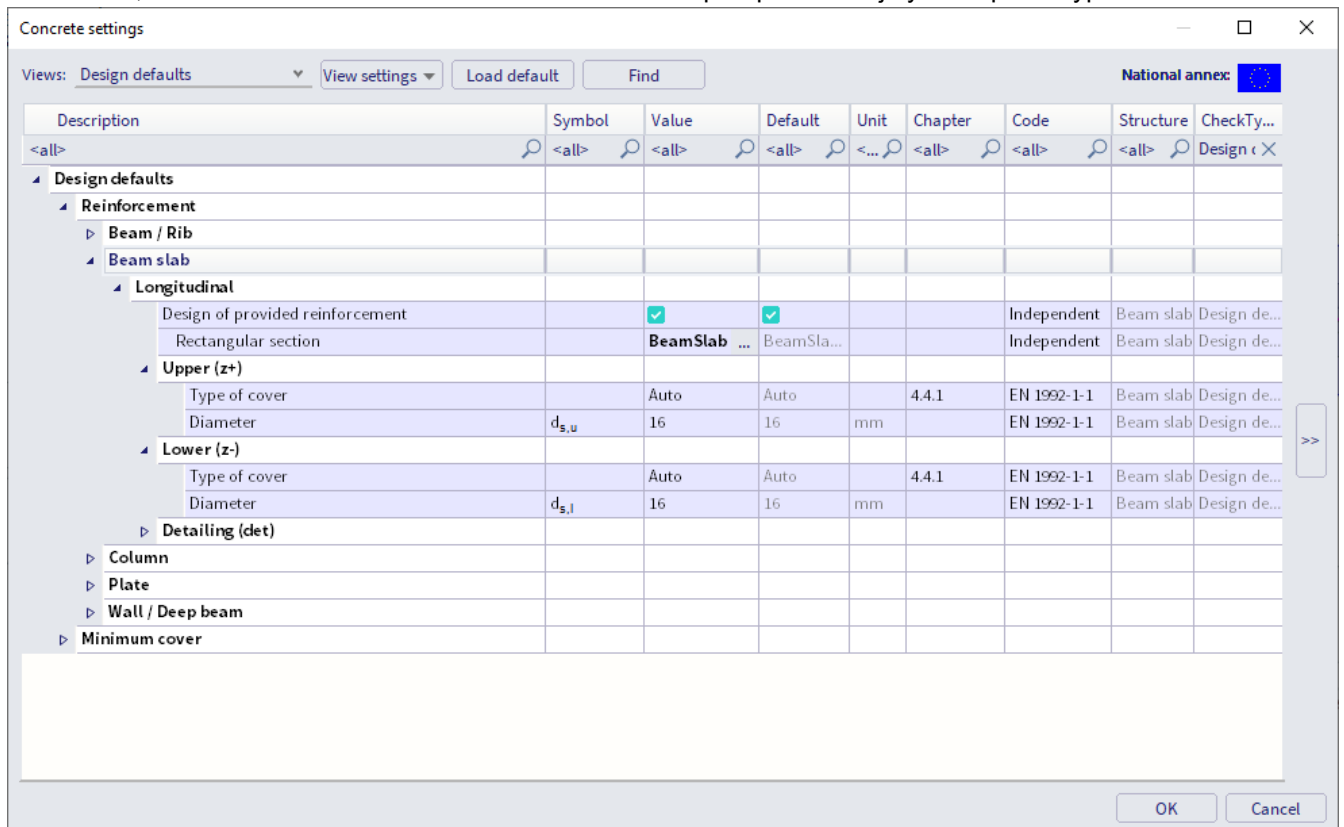 Concrete settings
Views: Design defaults View settings Load default Find National annex:
Description Symbol Value Default Unit Chapter Code Structure CheckTy...
<all> <all> <all> <all> <... <all> <all> <all> Design
Design defaults
Reinforcement
Beam / Rib
Beam slab
Longitudinal
Design of provided reinforcement Independent Beam slab Design de...
Rectangular section BeamSlab ... BeamSla... Independent Beam slab Design de...
Upper (z+)
Type of cover Auto Auto 4.4.1 EN 1992-1-1 Beam slab Design de...
Diameter ds,u 16 16 mm EN 1992-1-1 Beam slab Design de...
Lower (z-)
Type of cover Auto Auto 4.4.1 EN 1992-1-1 Beam slab Design de...
Diameter ds,l 16 16 mm EN 1992-1-1 Beam slab Design de...
Detailing (det)
Column
Plate
Wall / Deep beam
Minimum cover
>>
OK Cancel